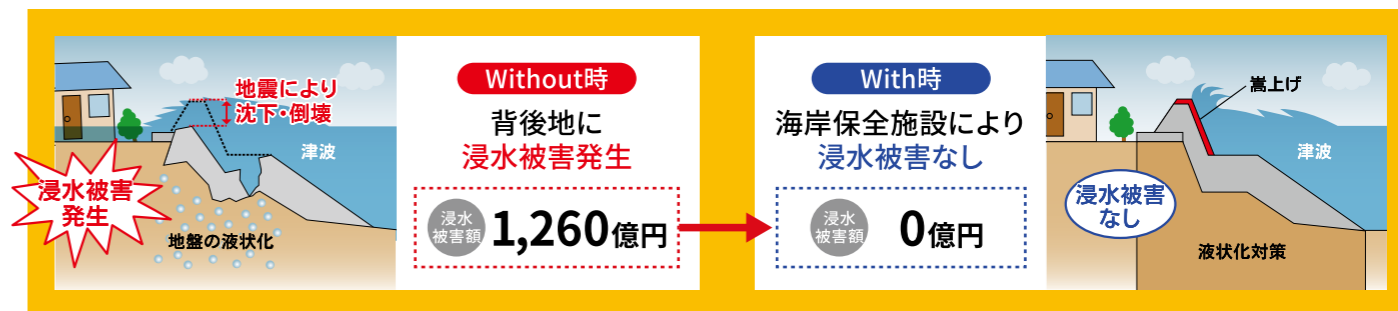 地震により
沈下・倒壊
津波
浸水被害
発生
地盤の液状化
Without時
背後地に
浸水被害発生
浸水
被害額
1,260億円
With時
海岸保全施設により
浸水被害なし
浸水
被害額
0億円
嵩上げ
津波
浸水被害
なし
液状化対策